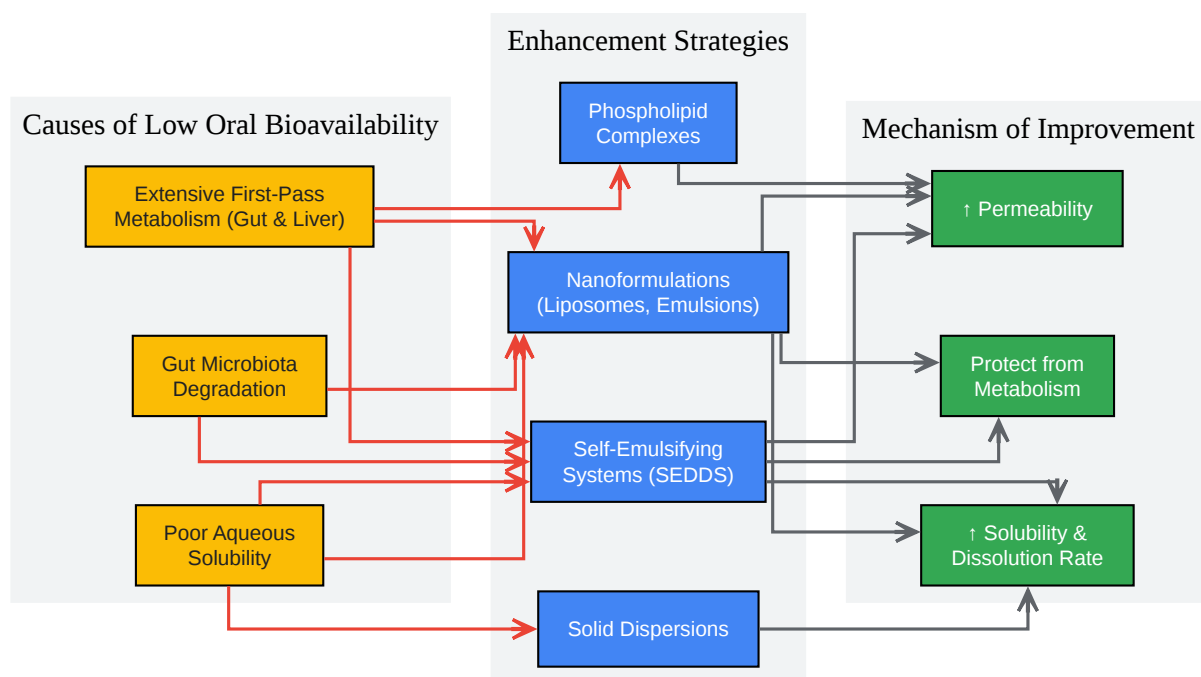 Causes of Low Oral Bioavailability
Extensive First-Pass
Metabolism (Gut & Liver)
Gut Microbiota
Degradation
Poor Aqueous
Solubility
Enhancement Strategies
Phospholipid
Complexes
Nanoformulations
(Liposomes, Emulsions)
Self-Emulsifying
Systems (SEDDS)
Solid Dispersions
Mechanism of Improvement
↑ Permeability
Protect from
Metabolism
↑ Solubility &
Dissolution Rate